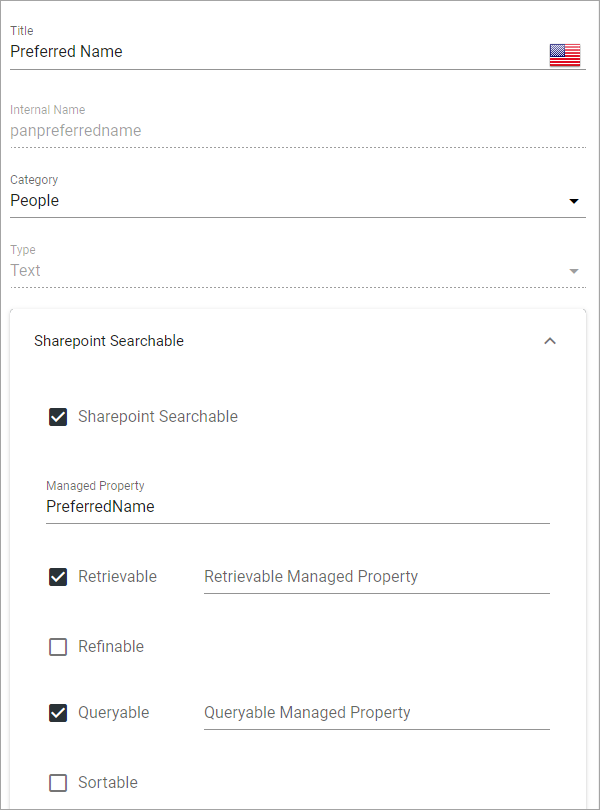 Title
Preferred Name
Internal Name
panpreferredname
Category
People
Type
Text
Sharepoint Searchable
Sharepoint Searchable
Managed Property
PreferredName
Retrievable Retrievable Managed Property
Refinable
Queryable Queryable Managed Property
Sortable